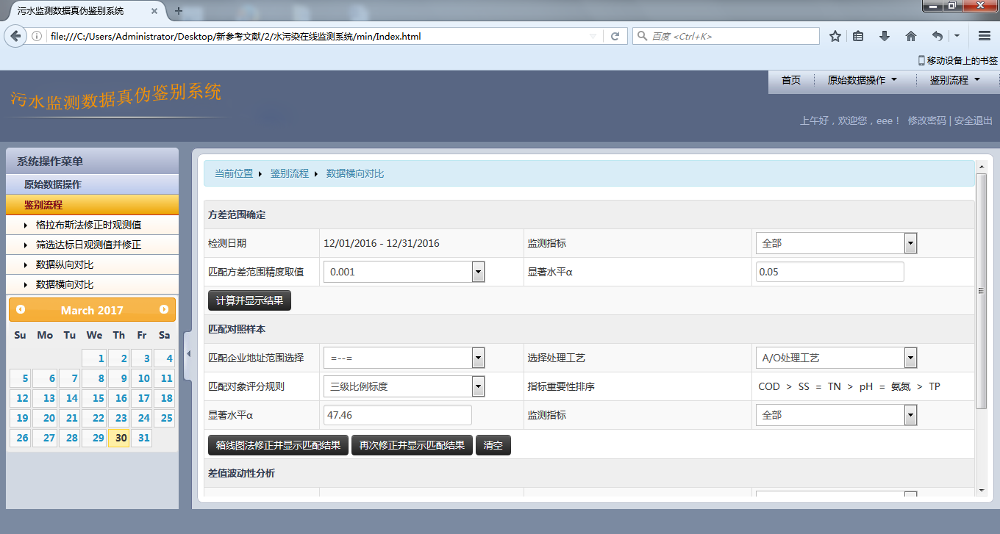 污水监测数据真伪鉴别系统
file:///C:/Users/Administrator/Desktop/新参考文献/2/水污染在线监测系统/min/Index.html
百度 <Ctrl+K>
移动设备上的书签
污水监测数据真伪鉴别系统
首页 原始数据操作 鉴别流程
上午好，欢迎您，eee！ 修改密码 | 安全退出
系统操作菜单
原始数据操作
鉴别流程
格拉布斯法修正时观测值
筛选达标日观测值并修正
数据纵向对比
数据横向对比
March 2017
Su Mo Tu We Th Fr Sa
1 2 3 4
5 6 7 8 9 10 11
12 13 14 15 16 17 18
19 20 21 22 23 24 25
26 27 28 29 30 31
当前位置 鉴别流程 数据横向对比
方差范围确定
检测日期 12/01/2016 - 12/31/2016 监测指标 全部
匹配方差范围精度取值 0.001 显著水平α 0.05
计算并显示结果
匹配对照样本
匹配企业地址范围选择 =--= 选择处理工艺 A/O处理工艺
匹配对象评分规则 三级比例标度 指标重要性排序 COD > SS = TN > pH = 氨氮 > TP
显著水平α 47.46 监测指标 全部
箱线图法修正并显示匹配结果 再次修正并显示匹配结果 清空
差值波动性分析